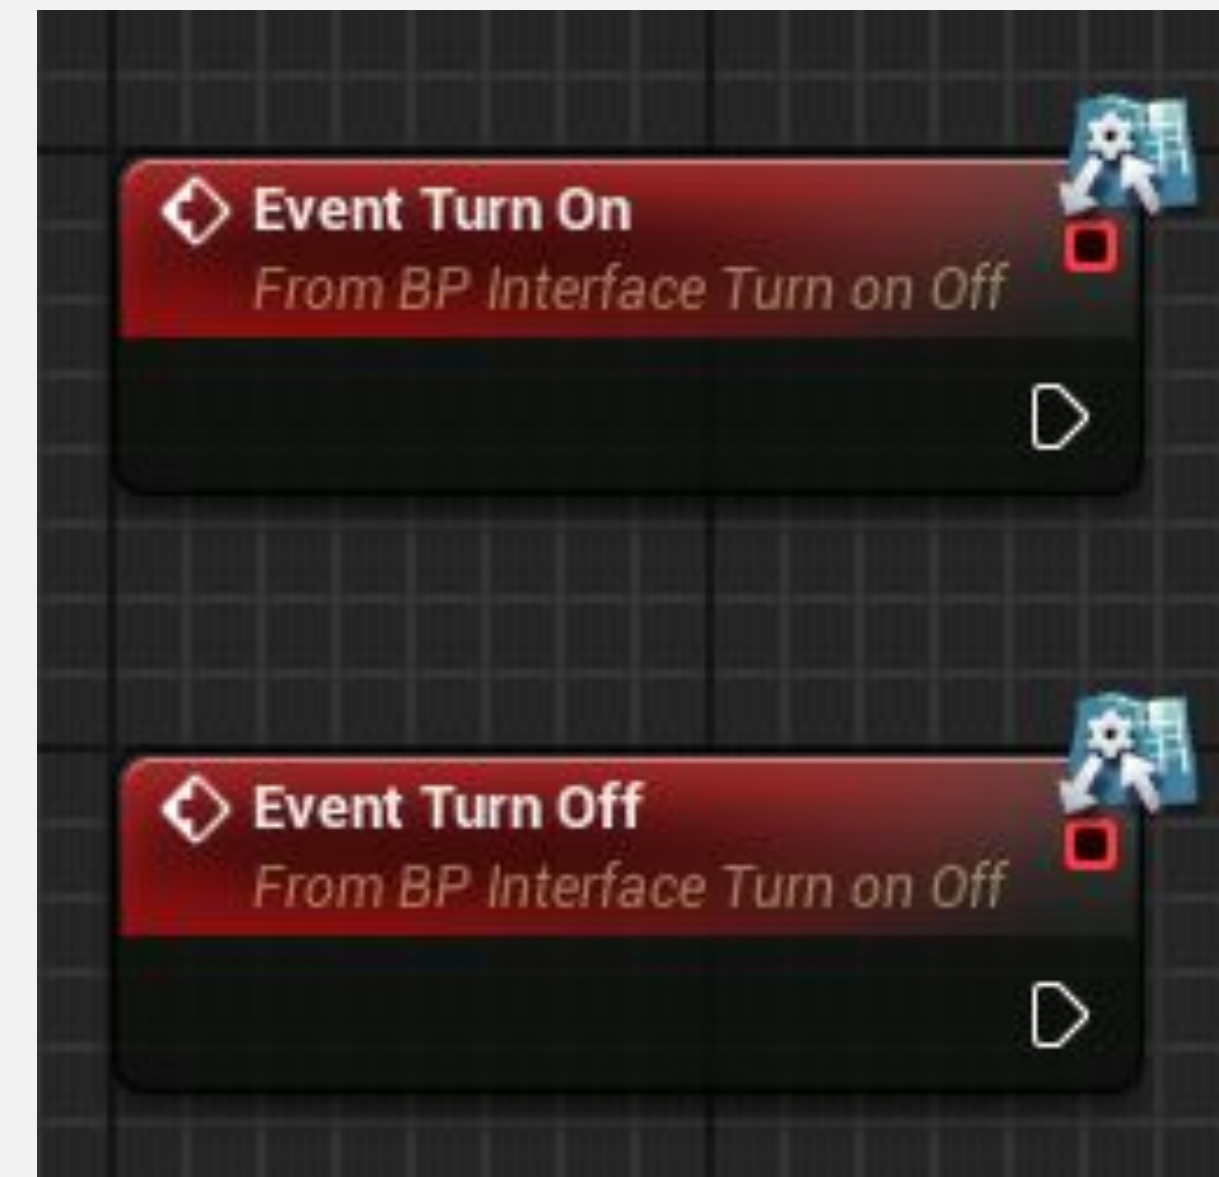 Event Turn On
From BP Interface Turn on Off
Event Turn Off
From BP Interface Turn on Off